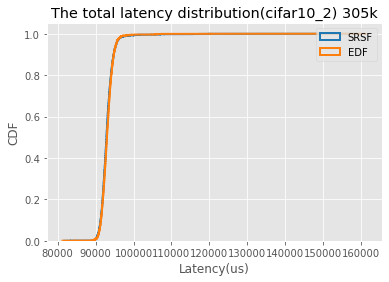 The total latency distribution(cifar10_2) 305k
SRSF
EDF
1.0
0.8
0.6
0.4
0.2
0.0
CDF
80000 90000 100000 110000 120000 130000 140000 150000 160000
Latency(us)